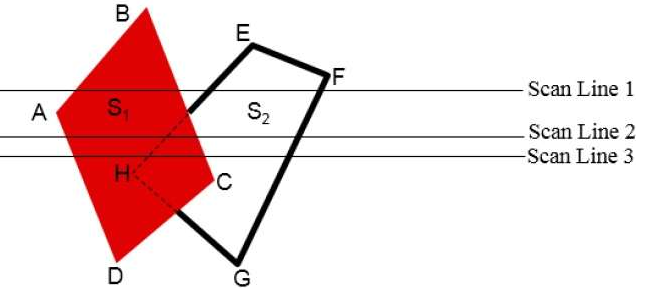 B
E
F
Scan Line 1
A
S₁
S₂
Scan Line 2
Scan Line 3
H
C
D
G